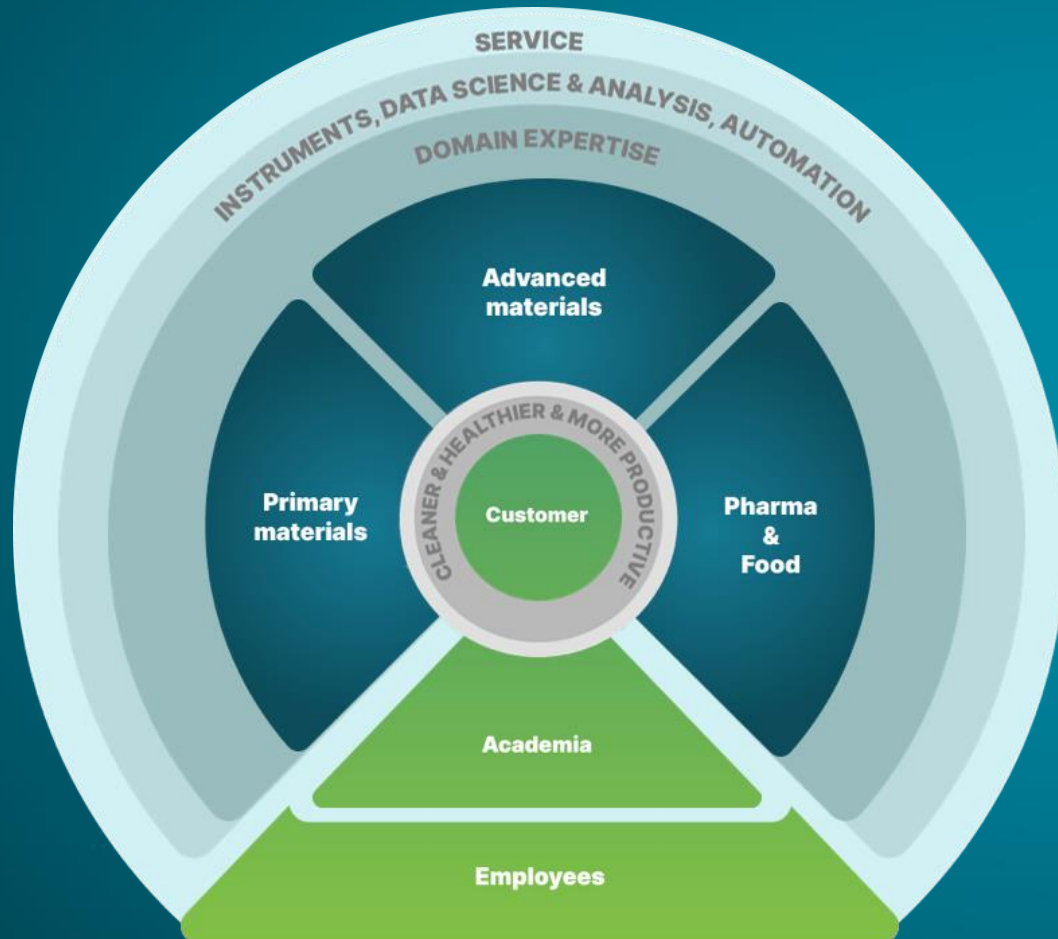 SERVICE
INSTRUMENTS, DATA SCIENCE & ANALYSIS, AUTOMATION
DOMAIN EXPERTISE
Advanced
materials
Primary
materials
CLEANER & HEALTHIER & MORE PRODUCTIVE
Customer
Pharma
&
Food
Academia
Employees